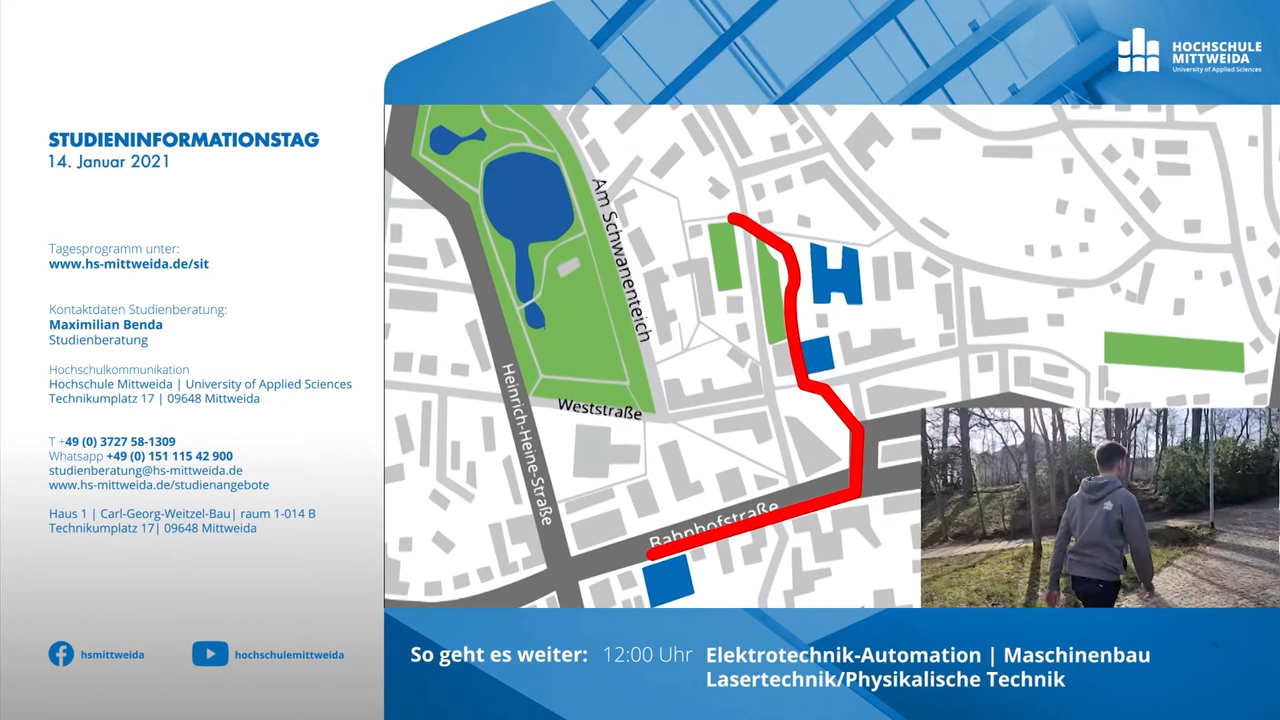 HOCHSCHULE
MITTWEIDA
University of Applied Sciences
STUDIENINFORMATIONSTAG
14. Januar 2021
Tagesprogramm unter:
www.hs-mittweida.de/sit
Kontaktdaten Studienberatung:
Maximilian Benda
Studienberatung
Hochschulkommunikation
Hochschule Mittweida | University of Applied Sciences
Technikumplatz 17 | 09648 Mittweida
T +49 (0) 3727 58-1309
Whatsapp +49 (0) 151 115 42 900
studienberatung@hs-mittweida.de
www.hs-mittweida.de/studienangebote
Haus 1 | Carl-Georg-Weitzel-Bau| raum 1-014 B
Technikumplatz 17| 09648 Mittweida
hsmittweida
hochschulemittweida
Am Schwanenteich
Heinrich-Heine-Straße
Weststraße
Bahnhofstraße
So geht es weiter: 12:00 Uhr Elektrotechnik-Automation | Maschinenbau
Lasertechnik/Physikalische Technik